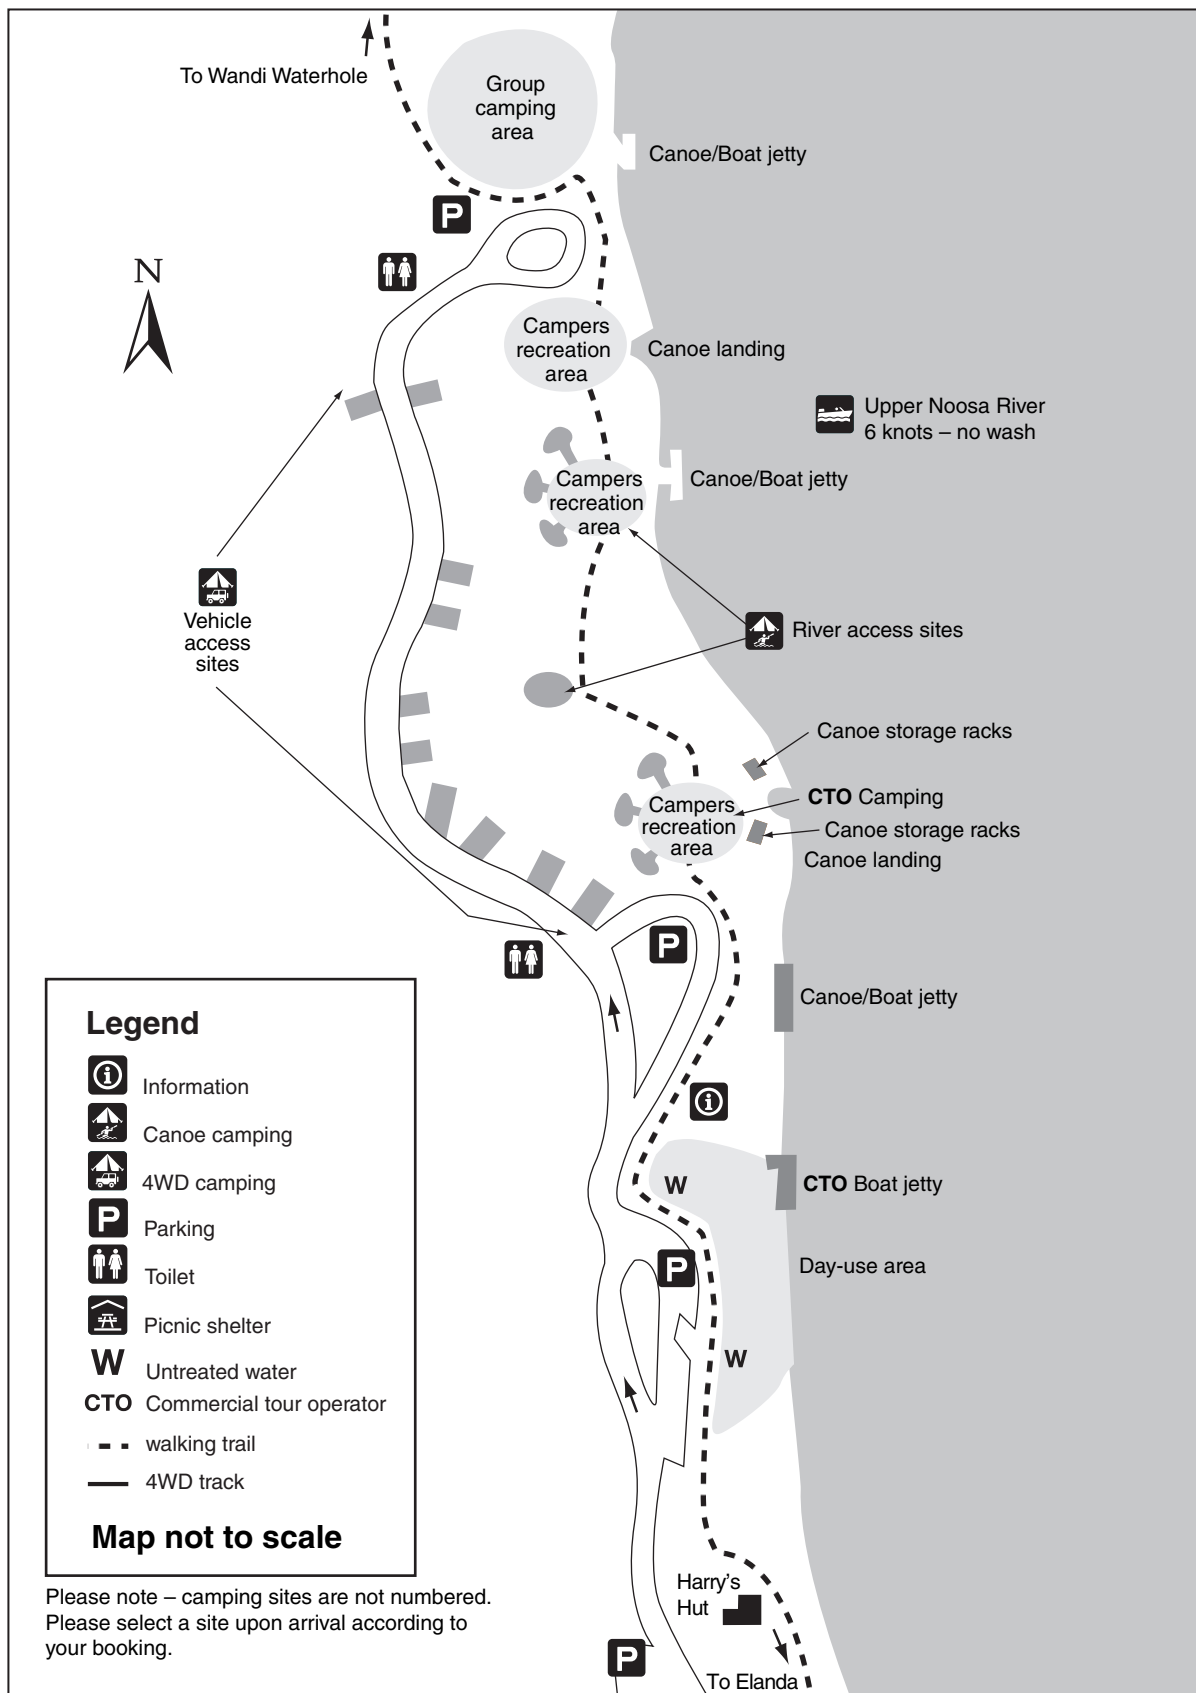 To Wandi Waterhole
Group
camping
area
Canoe/Boat jetty
P
N
Campers
recreation
area
Canoe landing
Upper Noosa River
6 knots – no wash
Campers
recreation
area
Canoe/Boat jetty
Vehicle
access
sites
River access sites
Canoe storage racks
CTO Camping
Campers
recreation
area
Canoe storage racks
Canoe landing
P
Canoe/Boat jetty
i
W
CTO Boat jetty
P
Day-use area
W
Legend
i Information
Canoe camping
4WD camping
P Parking
Toilet
Picnic shelter
W Untreated water
CTO Commercial tour operator
walking trail
4WD track
Map not to scale
Please note – camping sites are not numbered.
Please select a site upon arrival according to
your booking.
Harry's
Hut
P
To Elanda